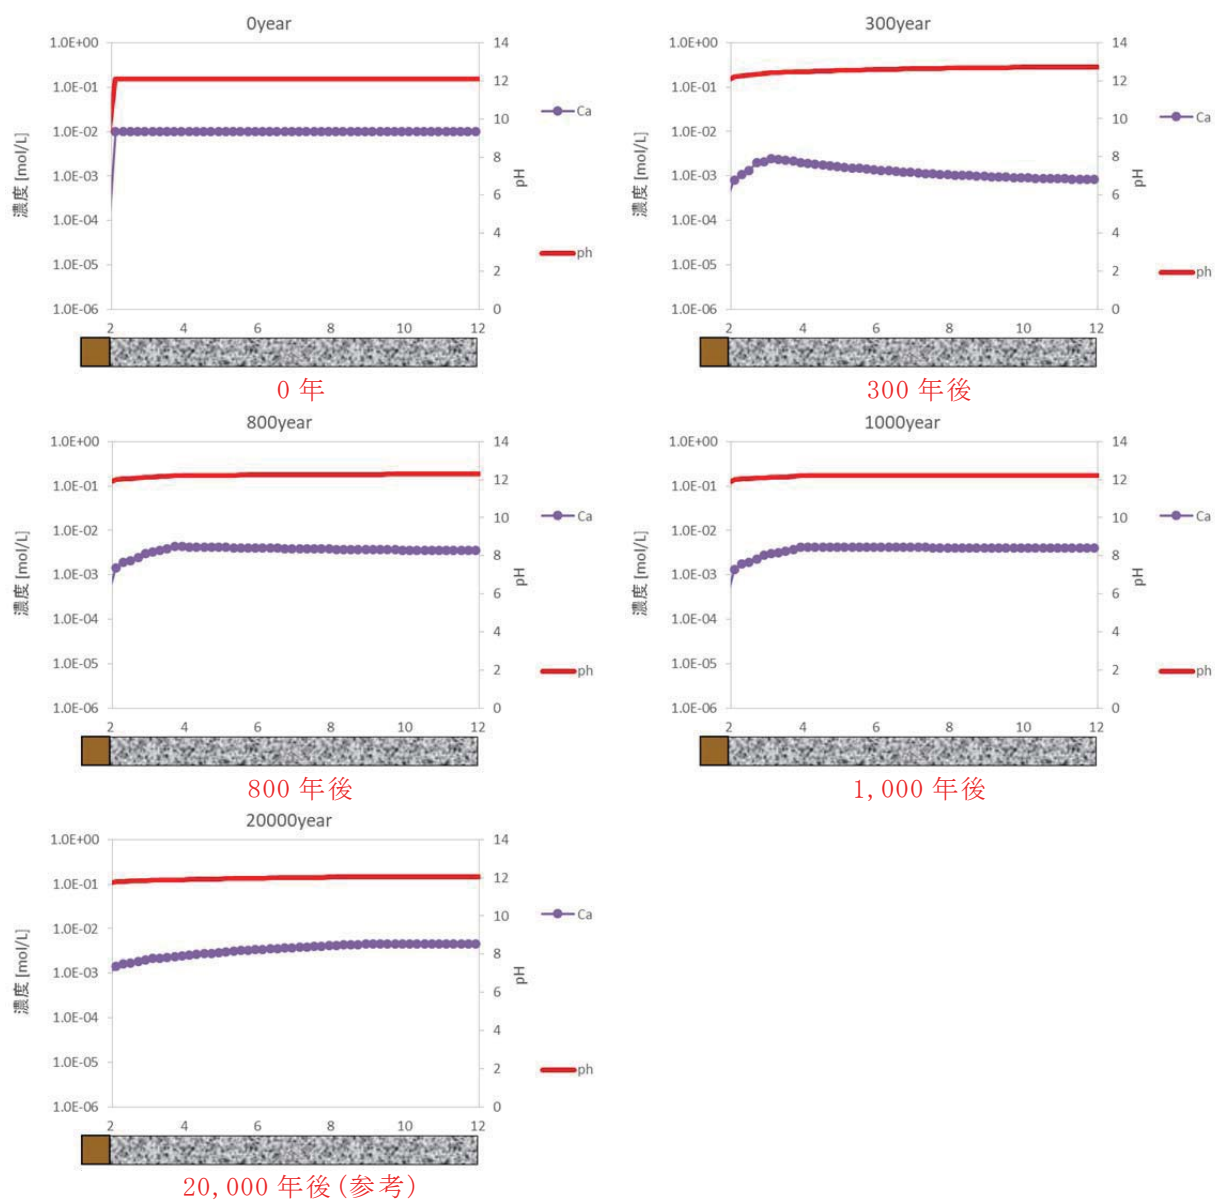 0year
1.0E+00
1.0E-01
1.0E-02
1.0E-03
1.0E-04
1.0E-05
1.0E-06
濃度 [mol/L]
14
12
10
8
6
4
2
0
pH
Ca
ph
2 4 6 8 10 12
0 年
300year
1.0E+00
1.0E-01
1.0E-02
1.0E-03
1.0E-04
1.0E-05
1.0E-06
濃度 [mol/L]
14
12
10
8
6
4
2
0
pH
Ca
ph
2 4 6 8 10 12
300 年後
800year
1.0E+00
1.0E-01
1.0E-02
1.0E-03
1.0E-04
1.0E-05
1.0E-06
濃度 [mol/L]
14
12
10
8
6
4
2
0
pH
Ca
ph
2 4 6 8 10 12
800 年後
1000year
1.0E+00
1.0E-01
1.0E-02
1.0E-03
1.0E-04
1.0E-05
1.0E-06
濃度 [mol/L]
14
12
10
8
6
4
2
0
pH
Ca
ph
2 4 6 8 10 12
1,000 年後
20000year
1.0E+00
1.0E-01
1.0E-02
1.0E-03
1.0E-04
1.0E-05
1.0E-06
濃度 [mol/L]
14
12
10
8
6
4
2
0
pH
Ca
ph
2 4 6 8 10 12
20,000 年後(参考)